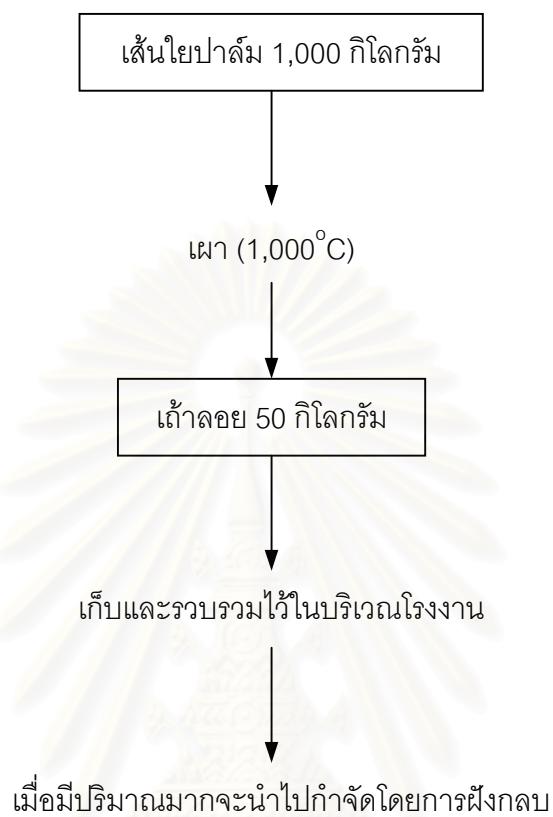 เส้นใยปาล์ม 1,000 กิโลกรัม
เผา (1,000°C)
เถ้าลอย 50 กิโลกรัม
เก็บและรวบรวมไว้ในบริเวณโรงงาน
เมื่อมีปริมาณมากจะนำไปกำจัดโดยการฝังกลบ